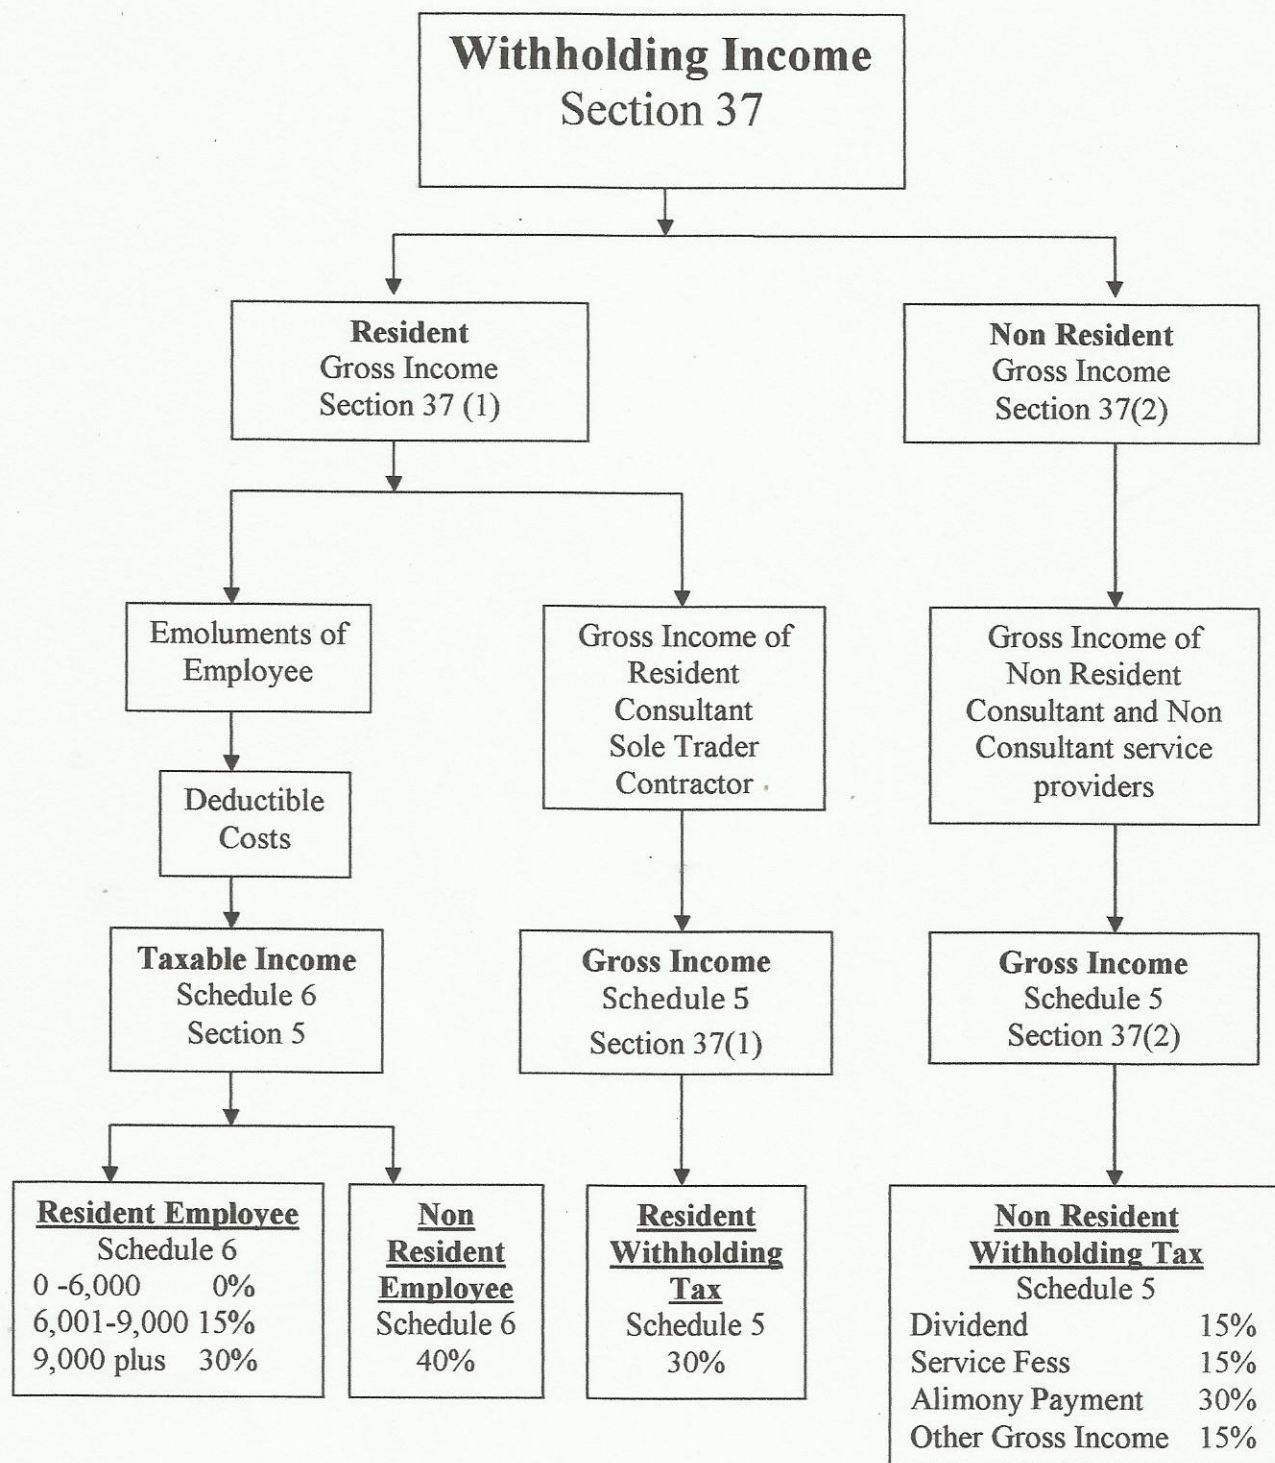 Withholding Income
Section 37
Resident
Gross Income
Section 37 (1)
Non Resident
Gross Income
Section 37(2)
Emoluments of
Employee
Gross Income of
Resident
Consultant
Sole Trader
Contractor
Gross Income of
Non Resident
Consultant and Non
Consultant service
providers
Deductible
Costs
Taxable Income
Schedule 6
Section 5
Gross Income
Schedule 5
Section 37(1)
Gross Income
Schedule 5
Section 37(2)
Resident Employee
Schedule 6
0 -6,000 0%
6,001-9,000 15%
9,000 plus 30%
Non
Resident
Employee
Schedule 6
40%
Resident
Withholding
Tax
Schedule 5
30%
Non Resident
Withholding Tax
Schedule 5
Dividend 15%
Service Fess 15%
Alimony Payment 30%
Other Gross Income 15%